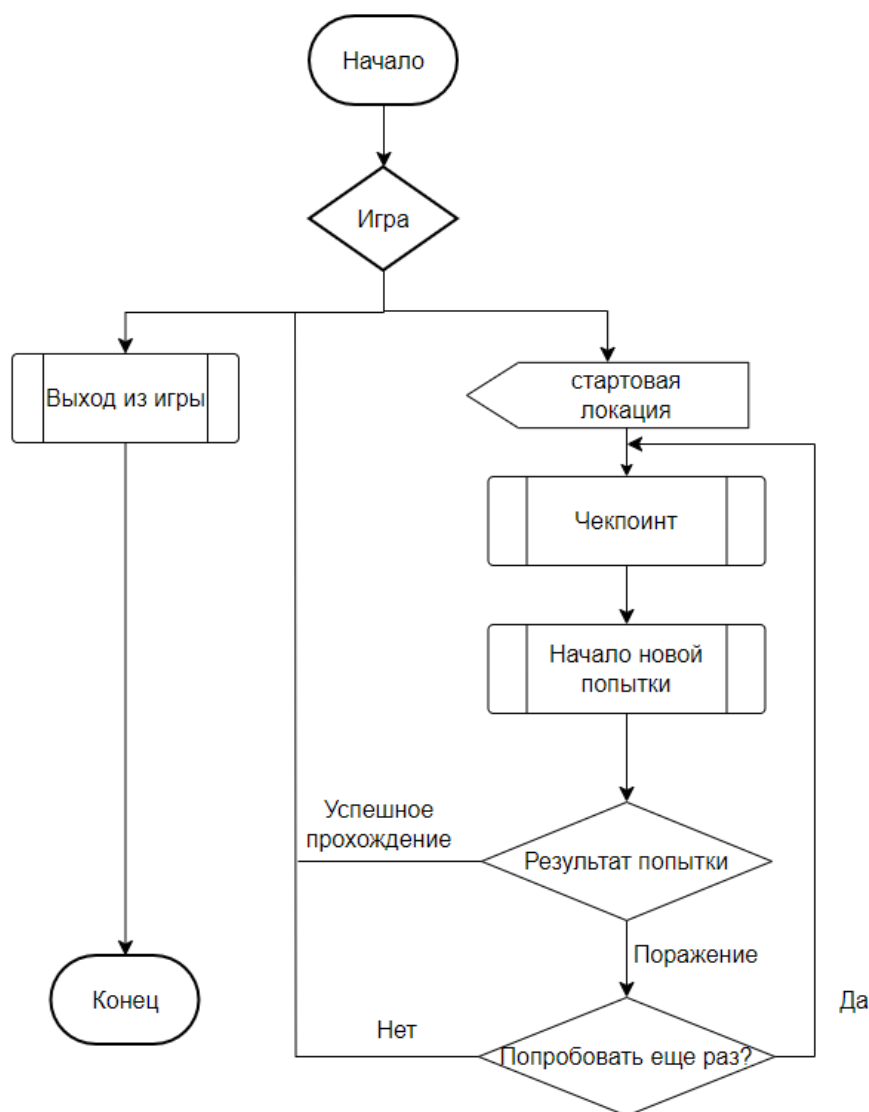 Начало
Игра
Выход из игры
стартовая
локация
Чекпоинт
Начало новой
попытки
Успешное
прохождение
Результат попытки
Поражение
Конец
Нет
Попробовать еще раз?
Да